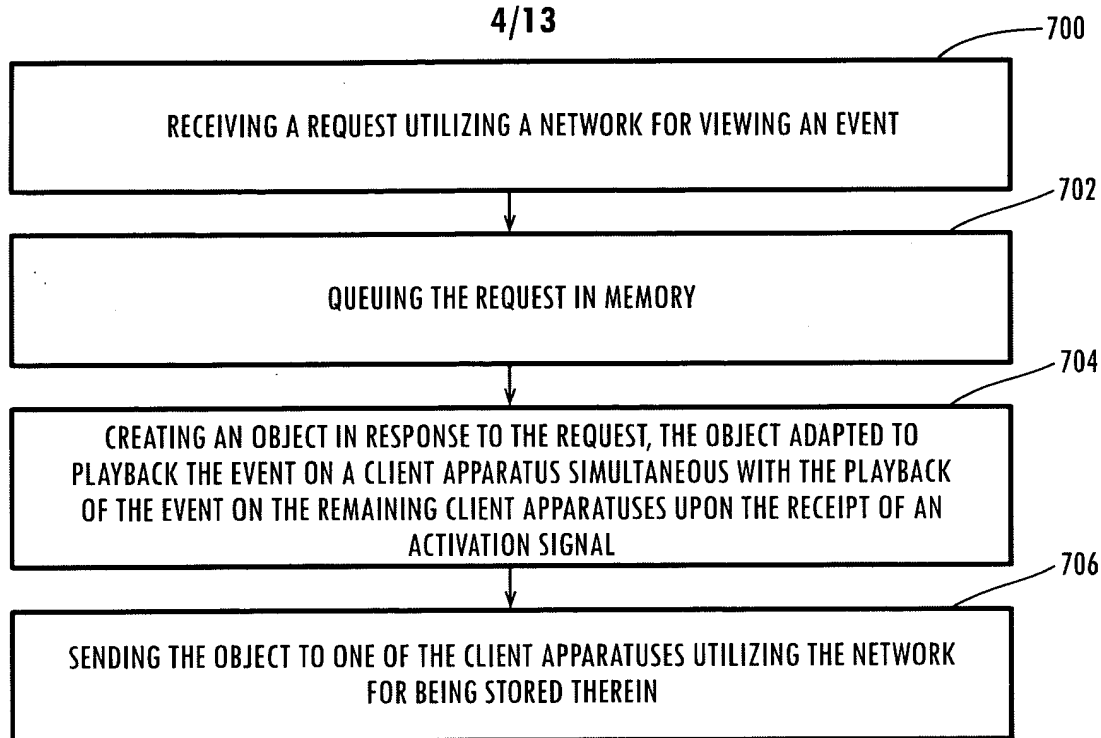 4/13
700
RECEIVING A REQUEST UTILIZING A NETWORK FOR VIEWING AN EVENT
702
QUEUING THE REQUEST IN MEMORY
704
CREATING AN OBJECT IN RESPONSE TO THE REQUEST, THE OBJECT ADAPTED TO
PLAYBACK THE EVENT ON A CLIENT APPARATUS SIMULTANEOUS WITH THE PLAYBACK
OF THE EVENT ON THE REMAINING CLIENT APPARATUSES UPON THE RECEIPT OF AN
ACTIVATION SIGNAL
706
SENDING THE OBJECT TO ONE OF THE CLIENT APPARATUSES UTILIZING THE NETWORK
FOR BEING STORED THEREIN